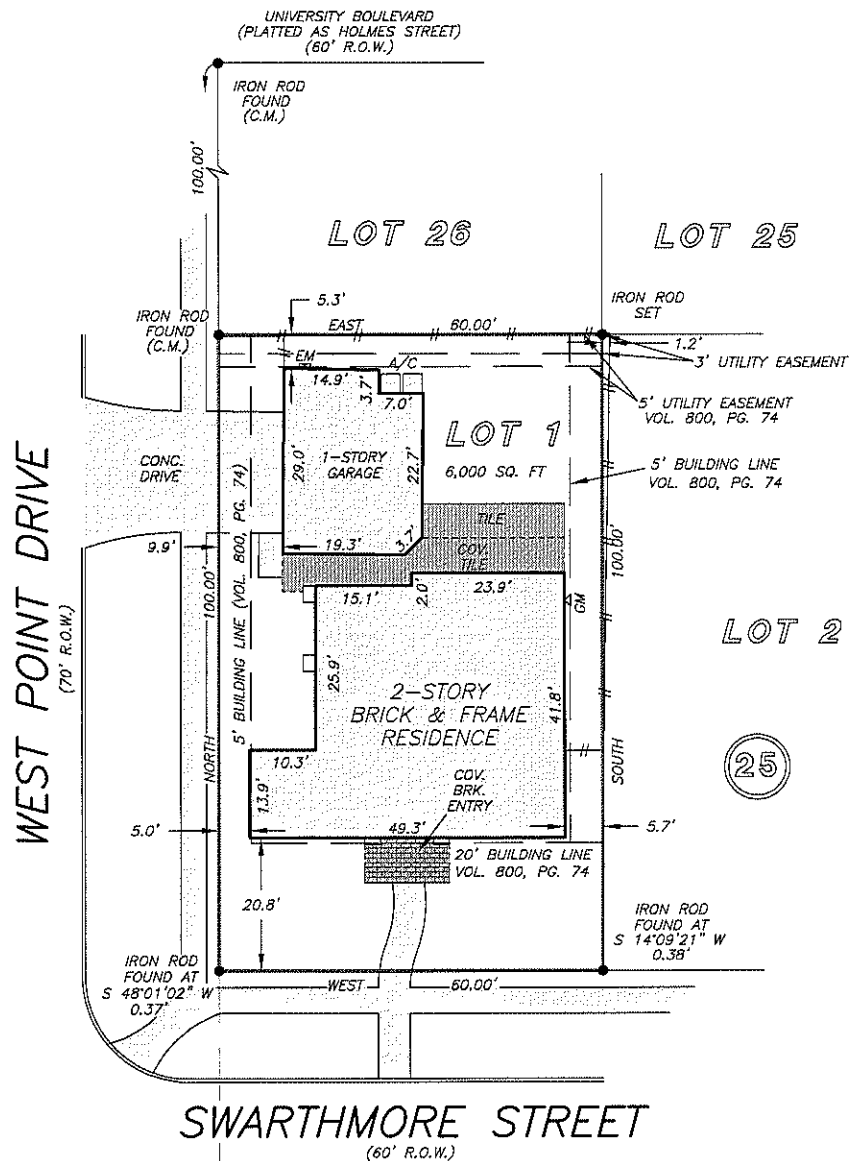 UNIVERSITY BOULEVARD
(PLATTED AS HOLMES STREET)
(60' R.O.W.)
IRON ROD
FOUND
(C.M.)
100.00'
LOT 26
LOT 25
IRON ROD
FOUND
(C.M.)
5.3'
EAST
60.00'
IRON ROD
SET
1.2'
3' UTILITY EASEMENT
EM
A/C
14.9'
3.7'
7.0'
5' UTILITY EASEMENT
VOL. 800, PG. 74
LOT 1
6,000 SQ. FT
5' BUILDING LINE
VOL. 800, PG. 74
CONC.
DRIVE
1-STORY
GARAGE
29.0'
22.7'
WEST POINT DRIVE
(70' R.O.W.)
5' BUILDING LINE (VOL. 800, PG. 74)
TILE
COV.
TILE
9.9'
19.3'
3.7'
100.00'
100.00'
15.1'
2.0'
23.9'
GM
LOT 2
25.9'
2-STORY
BRICK & FRAME
RESIDENCE
41.8'
NORTH
SOUTH
25
10.3'
13.9'
COV.
BRK.
ENTRY
5.0'
49.3'
5.7'
20' BUILDING LINE
VOL. 800, PG. 74
20.8'
IRON ROD
FOUND AT
S 14°09'21" W
0.38'
IRON ROD
FOUND AT
S 48°01'02" W
0.37'
WEST
60.00'
SWARTHMORE STREET
(60' R.O.W.)